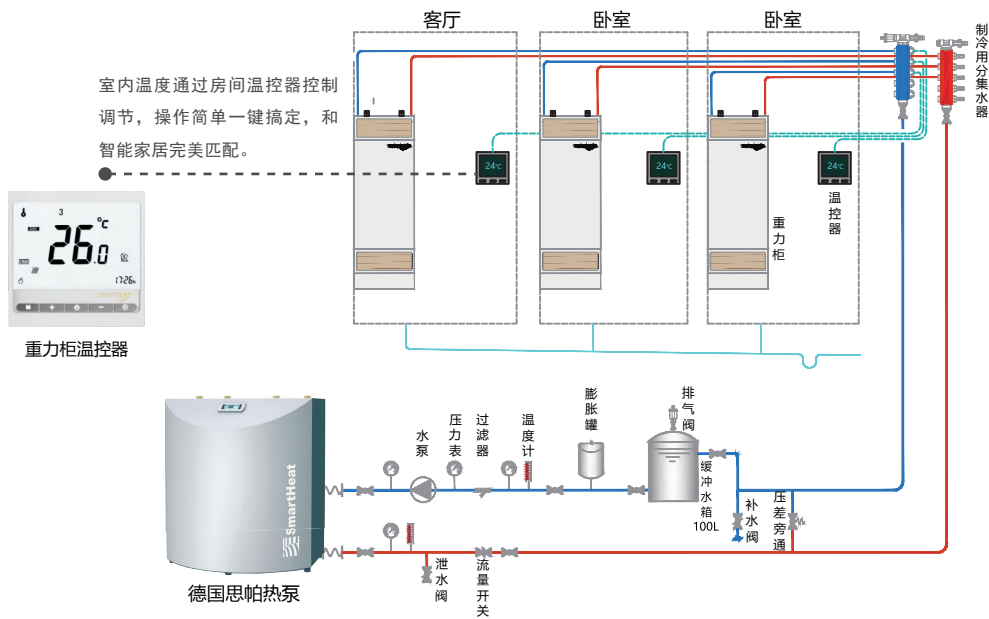 客厅
卧室
卧室
制冷用分集水器
室内温度通过房间温控器控制
调节，操作简单一键搞定，和
智能家居完美匹配。
24℃
24℃
24℃
温控器
重力柜
3
℃
ROOM
26.0
17:26
重力柜温控器
膨胀罐
排气阀
水泵
压力表
过滤器
温度计
缓冲水箱
100L
补水阀
压差旁通
SmartHeat
泄水阀
流量开关
德国思帕热泵